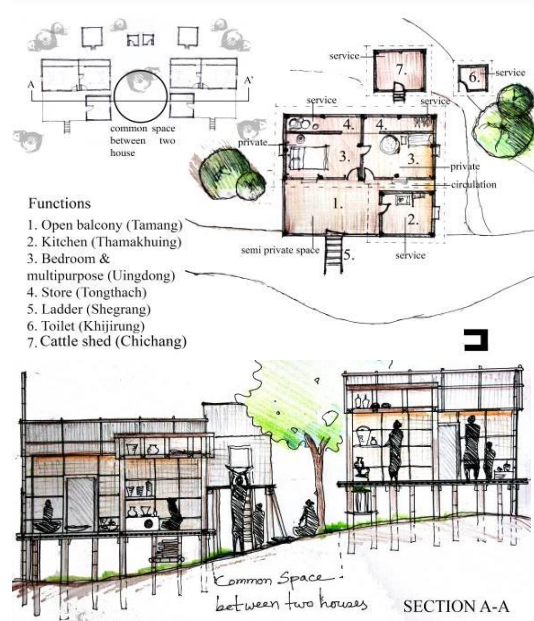 A
A'
common space
between two
house
service
7.
service
6.
service
service
4.
4.
private
3.
3.
private
circulation
1.
2.
semi private space
5.
service
Functions
1. Open balcony (Tamang)
2. Kitchen (Thamakhuing)
3. Bedroom &
multipurpose (Uingdong)
4. Store (Tongthach)
5. Ladder (Shegrang)
6. Toilet (Khijirung)
7. Cattle shed (Chichang)
Common Space
between two houses
SECTION A-A